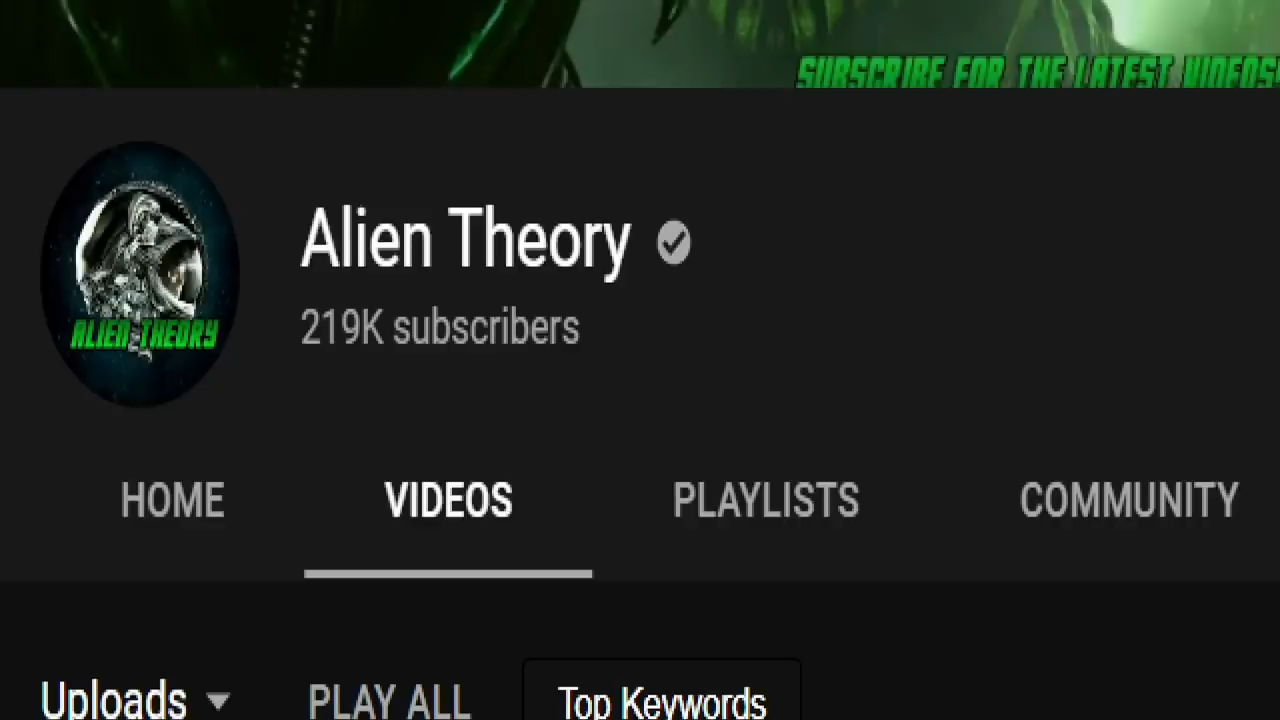 SUBSCRIBE FOR THE LATEST VIDEOS
Alien Theory
219K subscribers
ALIEN THEORY
HOME VIDEOS PLAYLISTS COMMUNITY
Uploads PLAY ALL Top Keywords